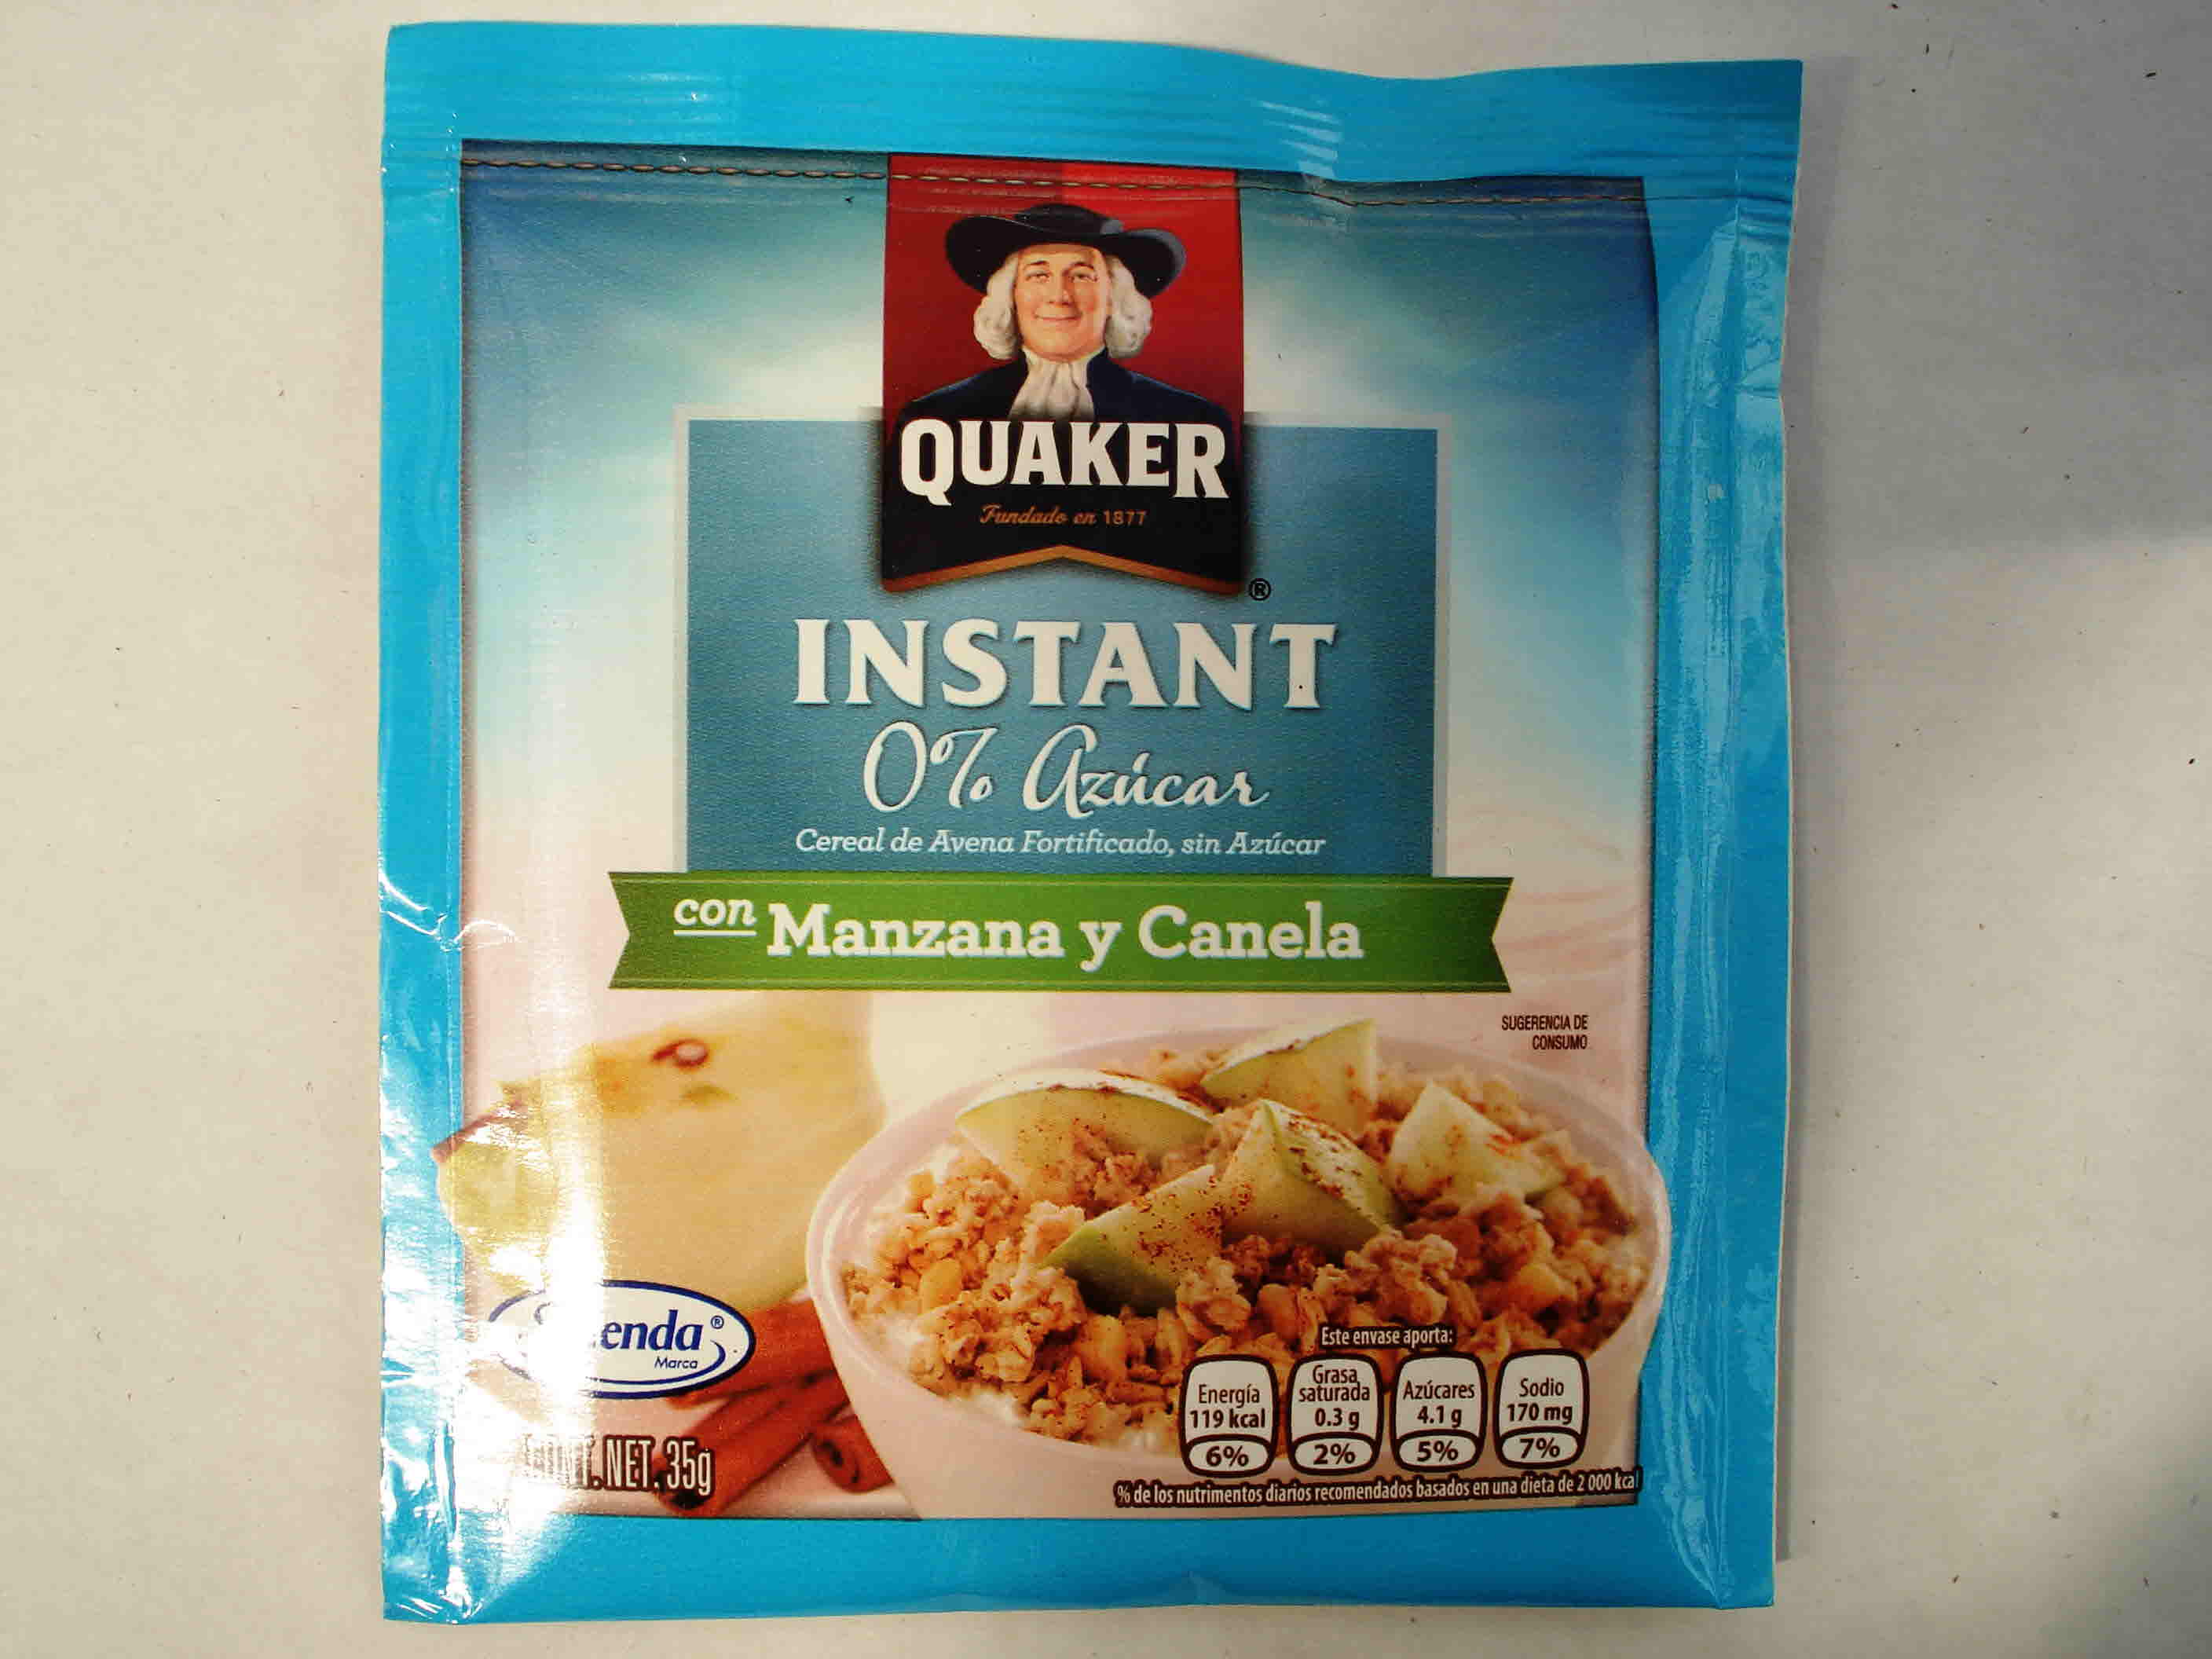 QUAKER
Fundado en 1877
®
INSTANT
0% Azúcar
Cereal de Avena Fortificado, sin Azúcar
con Manzana y Canela
SUGERENCIA DE
CONSUMO
®
Marca
NET. 35g
Este envase aporta:
Energía
119 kcal
6%
Grasa
saturada
0.3 g
2%
Azúcares
4.1 g
5%
Sodio
170 mg
7%
% de los nutrimentos diarios recomendados basados en una dieta de 2 000 kcal